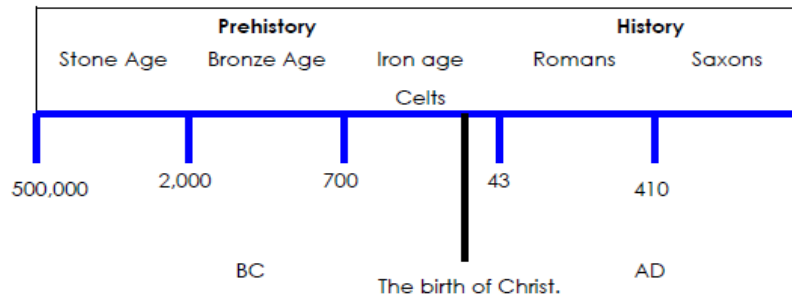 Prehistory History
Stone Age Bronze Age Iron age Romans Saxons
Celts
500,000 2,000 700 43 410
BC AD
The birth of Christ.